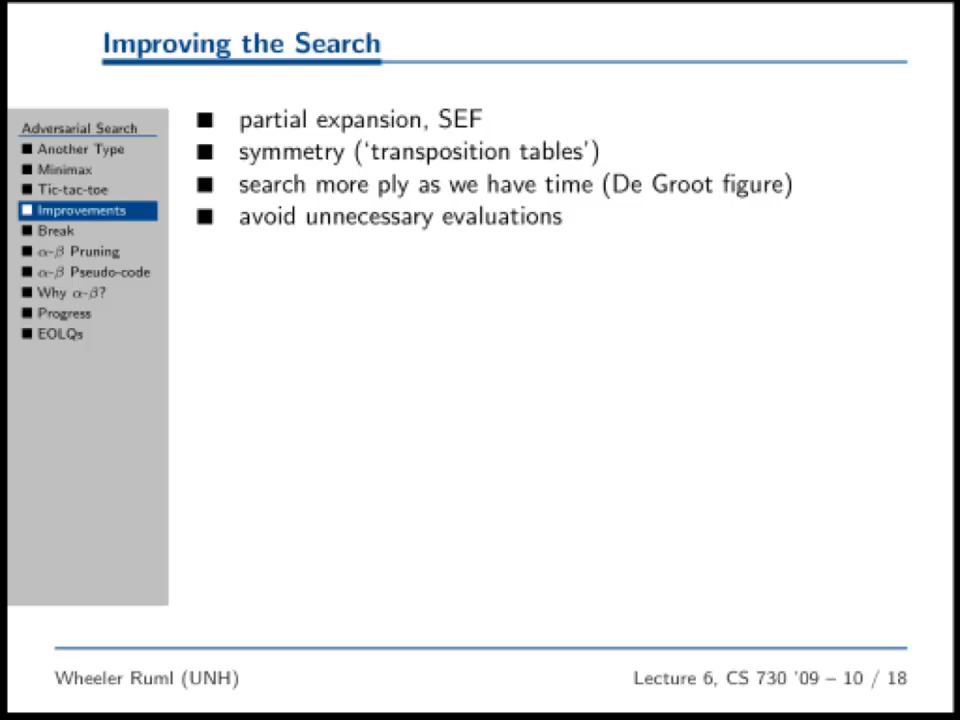 Improving the Search
Adversarial Search
■ Another Type
■ Minimax
■ Tic-tac-toe
■ Improvements
■ Break
■ α-β Pruning
■ α-β Pseudo-code
■ Why α-β?
■ Progress
■ EOLQs
■ partial expansion, SEF
■ symmetry (‘transposition tables’)
■ search more ply as we have time (De Groot figure)
■ avoid unnecessary evaluations
Wheeler Ruml (UNH)
Lecture 6, CS 730 ’09 – 10 / 18